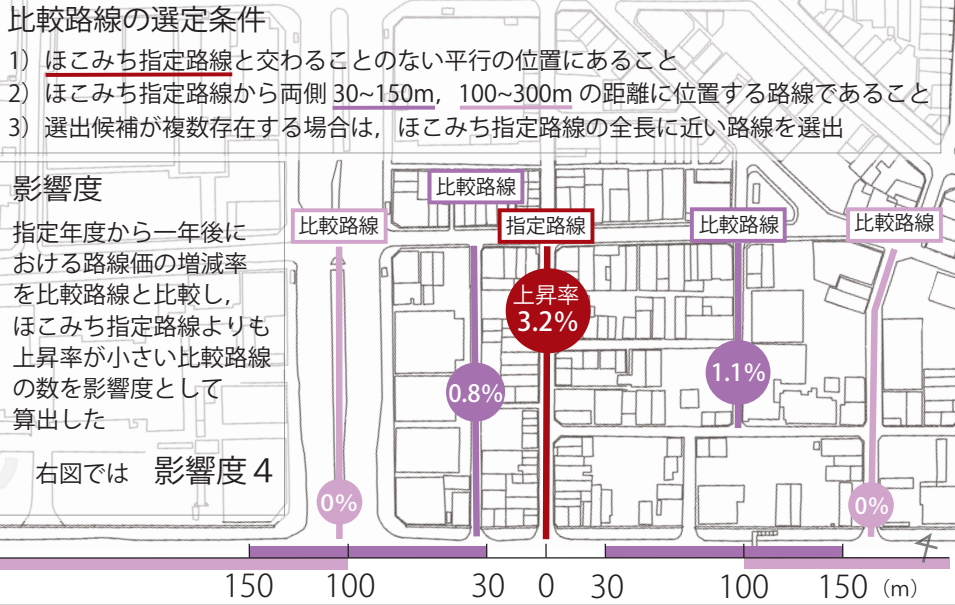 比較路線の選定条件
1）ほこみち指定路線と交わることのない平行の位置にあること
2）ほこみち指定路線から両側 30~150m，100~300m の距離に位置する路線であること
3）選出候補が複数存在する場合は，ほこみち指定路線の全長に近い路線を選出
影響度
指定年度から一年後に
おける路線価の増減率
を比較路線と比較し，
ほこみち指定路線よりも
上昇率が小さい比較路線
の数を影響度として
算出した
右図では 影響度４
比較路線
比較路線
指定路線
比較路線
比較路線
上昇率
3.2%
0.8%
1.1%
0%
0%
150 100 30 0 30 100 150 (m)